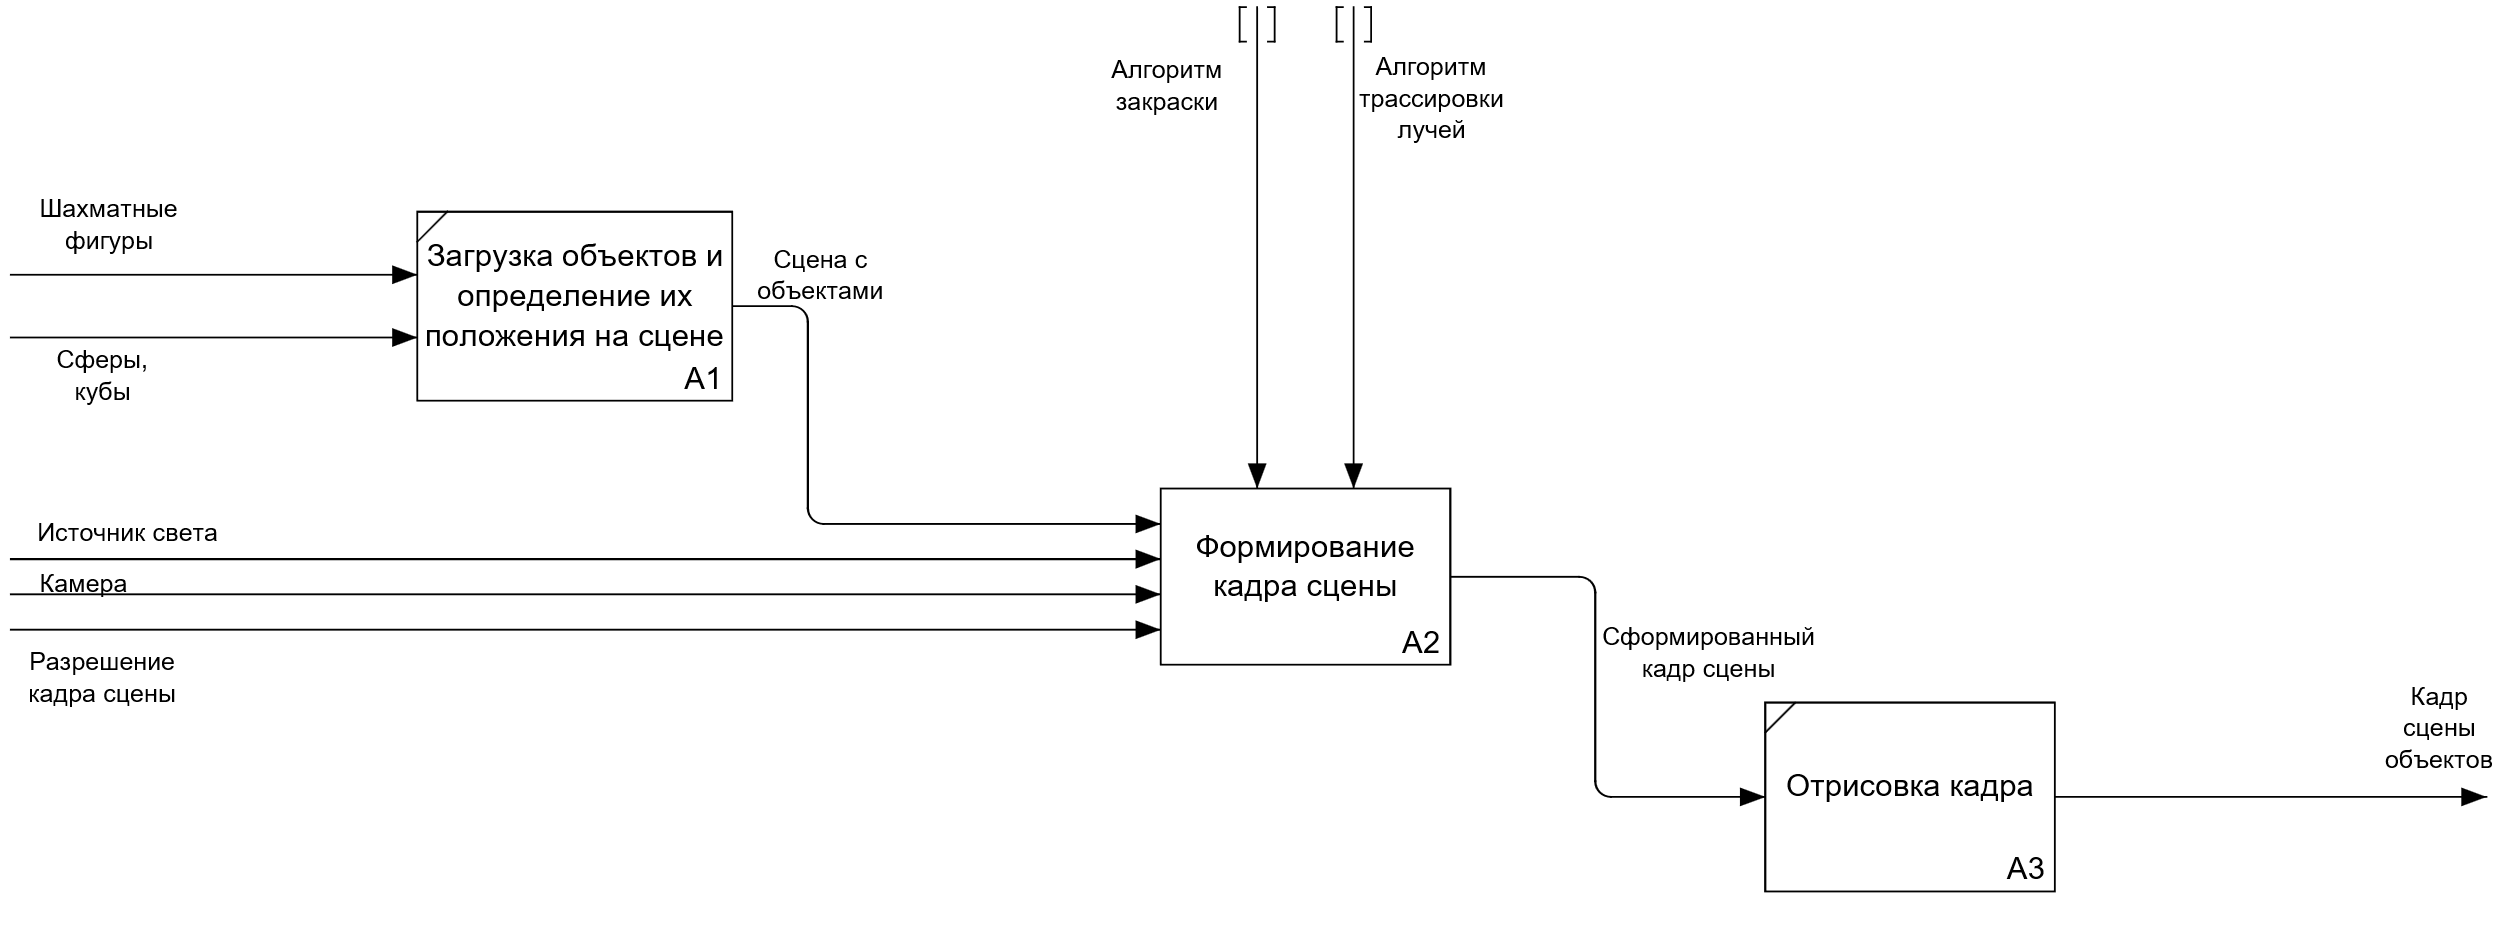 Алгоритм
закраски
Алгоритм
трассировки
лучей
Шахматные
фигуры
Сферы,
кубы
Загрузка объектов и
определение их
положения на сцене
A1
Сцена с
объектами
Источник света
Камера
Разрешение
кадра сцены
Формирование
кадра сцены
A2
Сформированный
кадр сцены
Отрисовка кадра
A3
Кадр
сцены
объектов